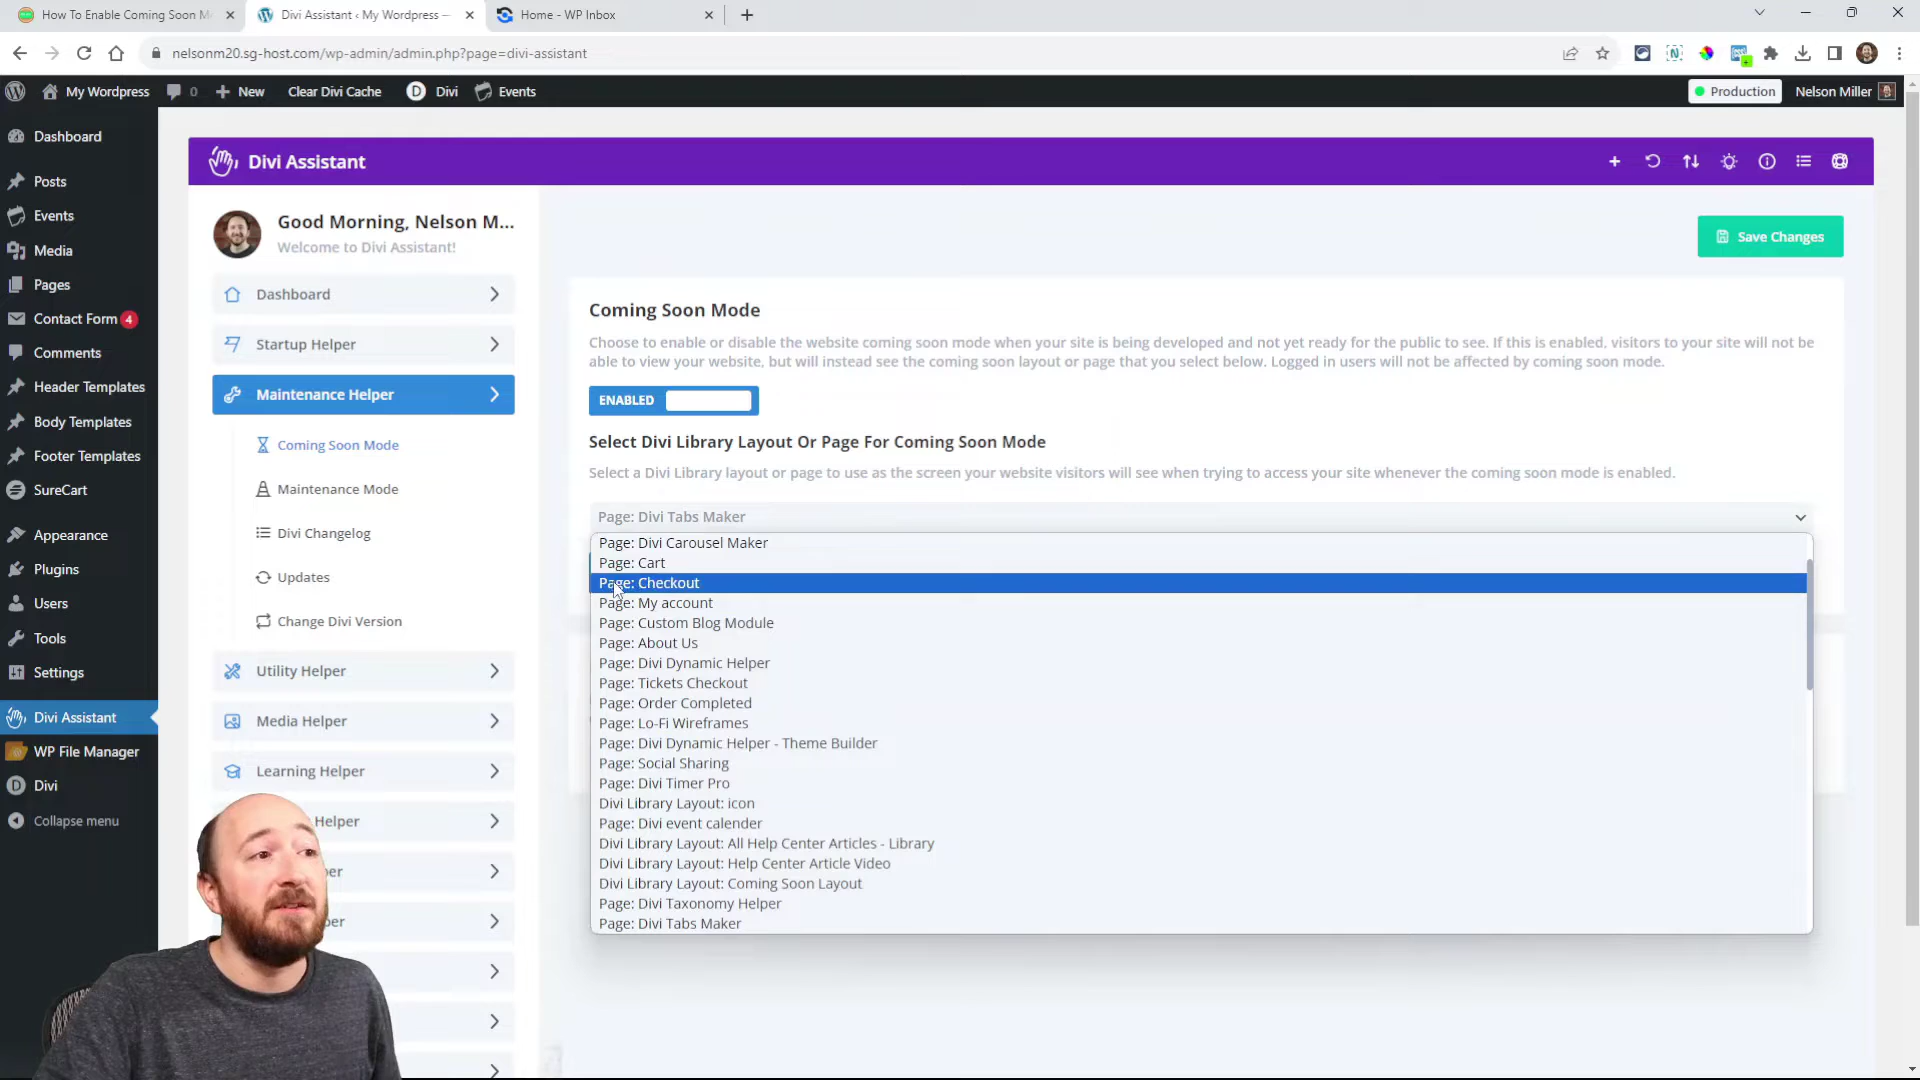 How To Enable Coming Soon M
Divi Assistant ‹ My Wordpress —
Home - WP Inbox
nelsonm20.sg-host.com/wp-admin/admin.php?page=divi-assistant
My Wordpress
0
New
Clear Divi Cache
D Divi
Events
Production
Nelson Miller
Dashboard
Posts
Events
Media
Pages
Contact Form 4
Comments
Header Templates
Body Templates
Footer Templates
SureCart
Appearance
Plugins
Users
Tools
Settings
Divi Assistant
WP File Manager
D Divi
Collapse menu
Divi Assistant
Good Morning, Nelson M...
Welcome to Divi Assistant!
Dashboard
Startup Helper
Maintenance Helper
Coming Soon Mode
Maintenance Mode
Divi Changelog
Updates
Change Divi Version
Utility Helper
Media Helper
Learning Helper
Helper
er
per
Save Changes
Coming Soon Mode
Choose to enable or disable the website coming soon mode when your site is being developed and not yet ready for the public to see. If this is enabled, visitors to your site will not be
able to view your website, but will instead see the coming soon layout or page that you select below. Logged in users will not be affected by coming soon mode.
ENABLED
Select Divi Library Layout Or Page For Coming Soon Mode
Select a Divi Library layout or page to use as the screen your website visitors will see when trying to access your site whenever the coming soon mode is enabled.
Page: Divi Tabs Maker
Page: Divi Carousel Maker
Page: Cart
Page: Checkout
Page: My account
Page: Custom Blog Module
Page: About Us
Page: Divi Dynamic Helper
Page: Tickets Checkout
Page: Order Completed
Page: Lo-Fi Wireframes
Page: Divi Dynamic Helper - Theme Builder
Page: Social Sharing
Page: Divi Timer Pro
Divi Library Layout: icon
Page: Divi event calender
Divi Library Layout: All Help Center Articles - Library
Divi Library Layout: Help Center Article Video
Divi Library Layout: Coming Soon Layout
Page: Divi Taxonomy Helper
Page: Divi Tabs Maker